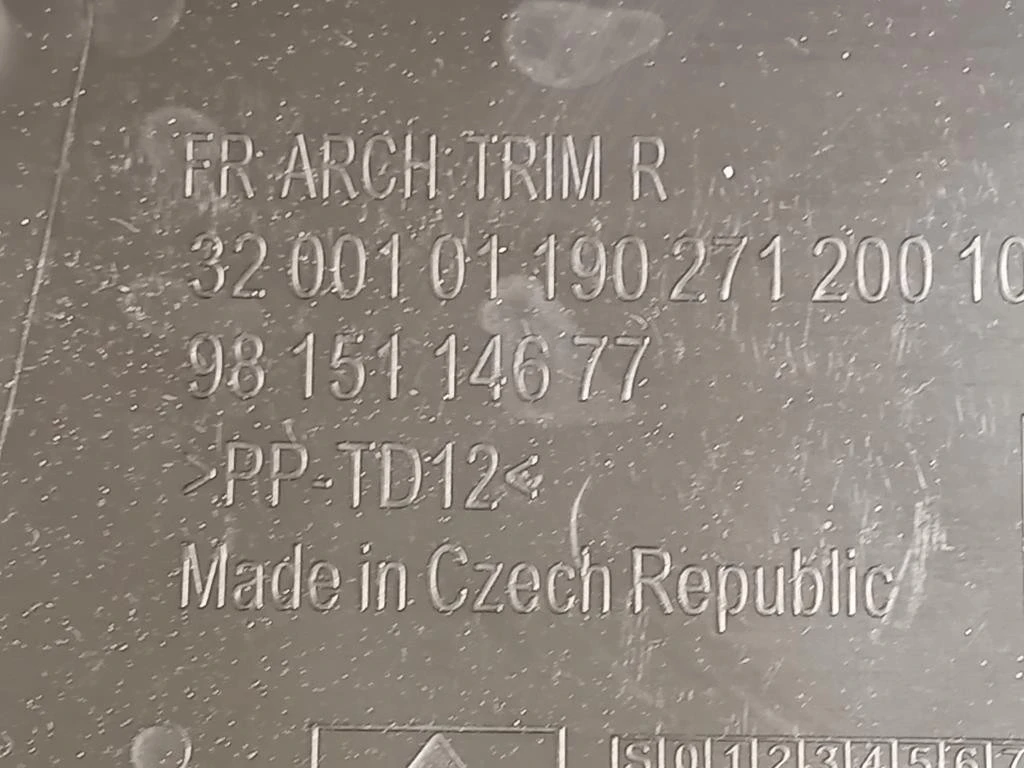 FR ARCH TRIM R
32 001 01 190 271 200 10
98 151 146 77
>PP-TD12<
Made in Czech Republic
S 0 1 2 3 4 5 6 7